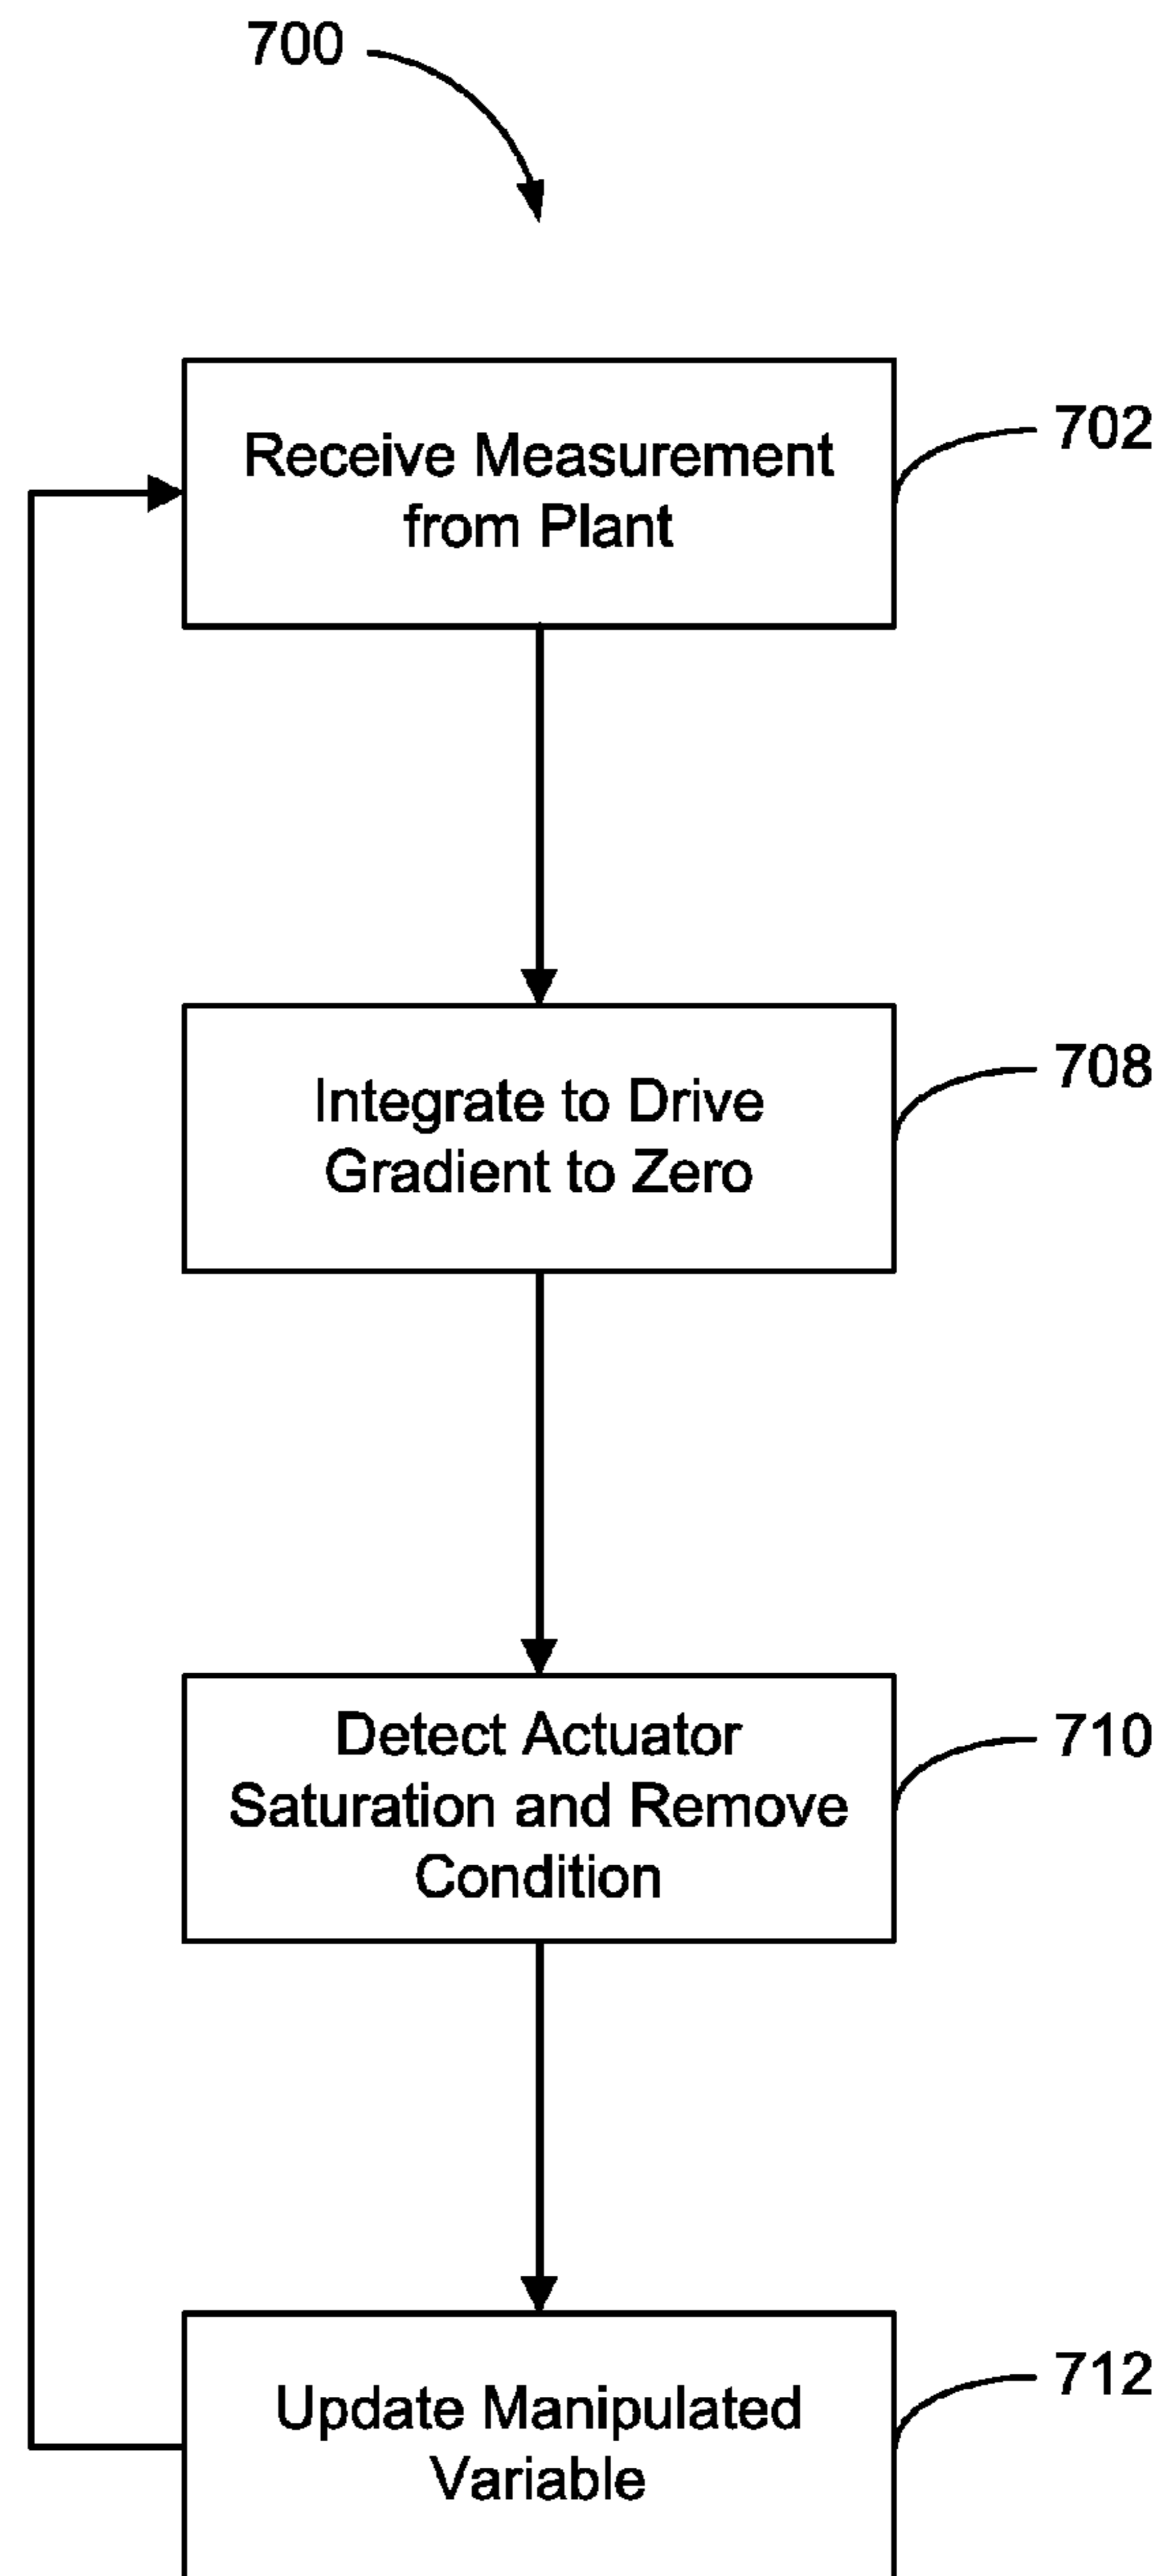 700
Receive Measurement
from Plant
702
Integrate to Drive
Gradient to Zero
708
Detect Actuator
Saturation and Remove
Condition
710
Update Manipulated
Variable
712